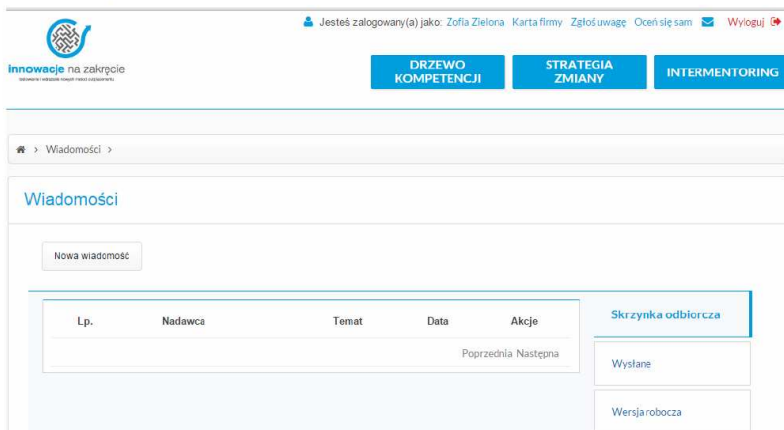 Jesteś zalogowany(a) jako: Zofia Zielona Karta firmy Zgłoś uwagę Oceń się sam Wyloguj
innowacje na zakręcie
DRZEWO
KOMPETENCJI
STRATEGIA
ZMIANY
INTERMENTORING
> Wiadomości >
Wiadomości
Nowa wiadomość
Lp. Nadawca Temat Data Akcje
Poprzednia Następna
Skrzynka odbiorcza
Wysłane
Wersja robocza